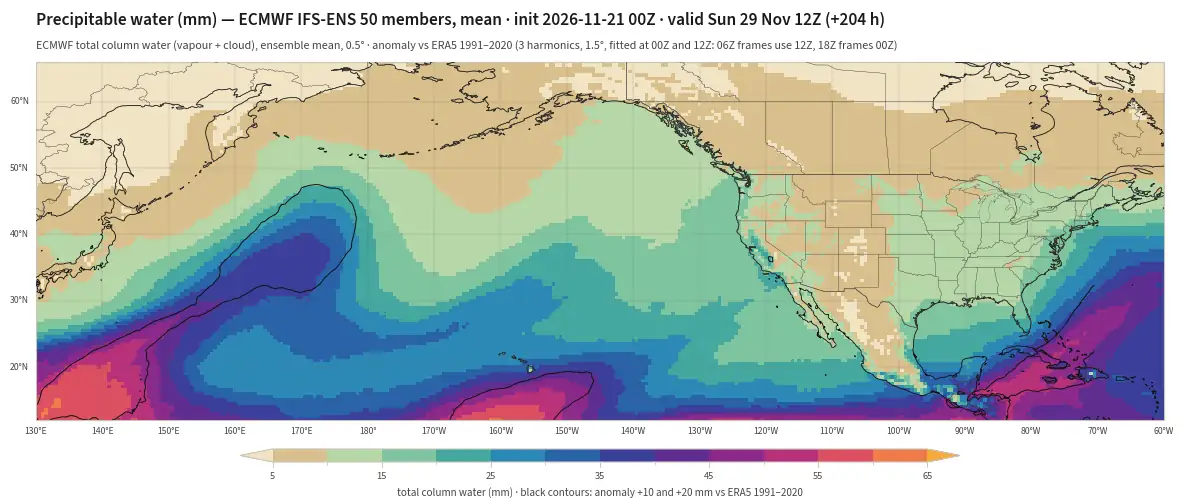 Precipitable water (mm) — ECMWF IFS-ENS 50 members, mean · init 2026-11-21 00Z · valid Sun 29 Nov 12Z (+204 h)
ECMWF total column water (vapour + cloud), ensemble mean, 0.5° · anomaly vs ERA5 1991–2020 (3 harmonics, 1.5°, fitted at 00Z and 12Z: 06Z frames use 12Z, 18Z frames 00Z)
60°N
50°N
40°N
30°N
20°N
130°E 140°E 150°E 160°E 170°E 180° 170°W 160°W 150°W 140°W 130°W 120°W 110°W 100°W 90°W 80°W 70°W 60°W
5 15 25 35 45 55 65
total column water (mm) · black contours: anomaly +10 and +20 mm vs ERA5 1991–2020